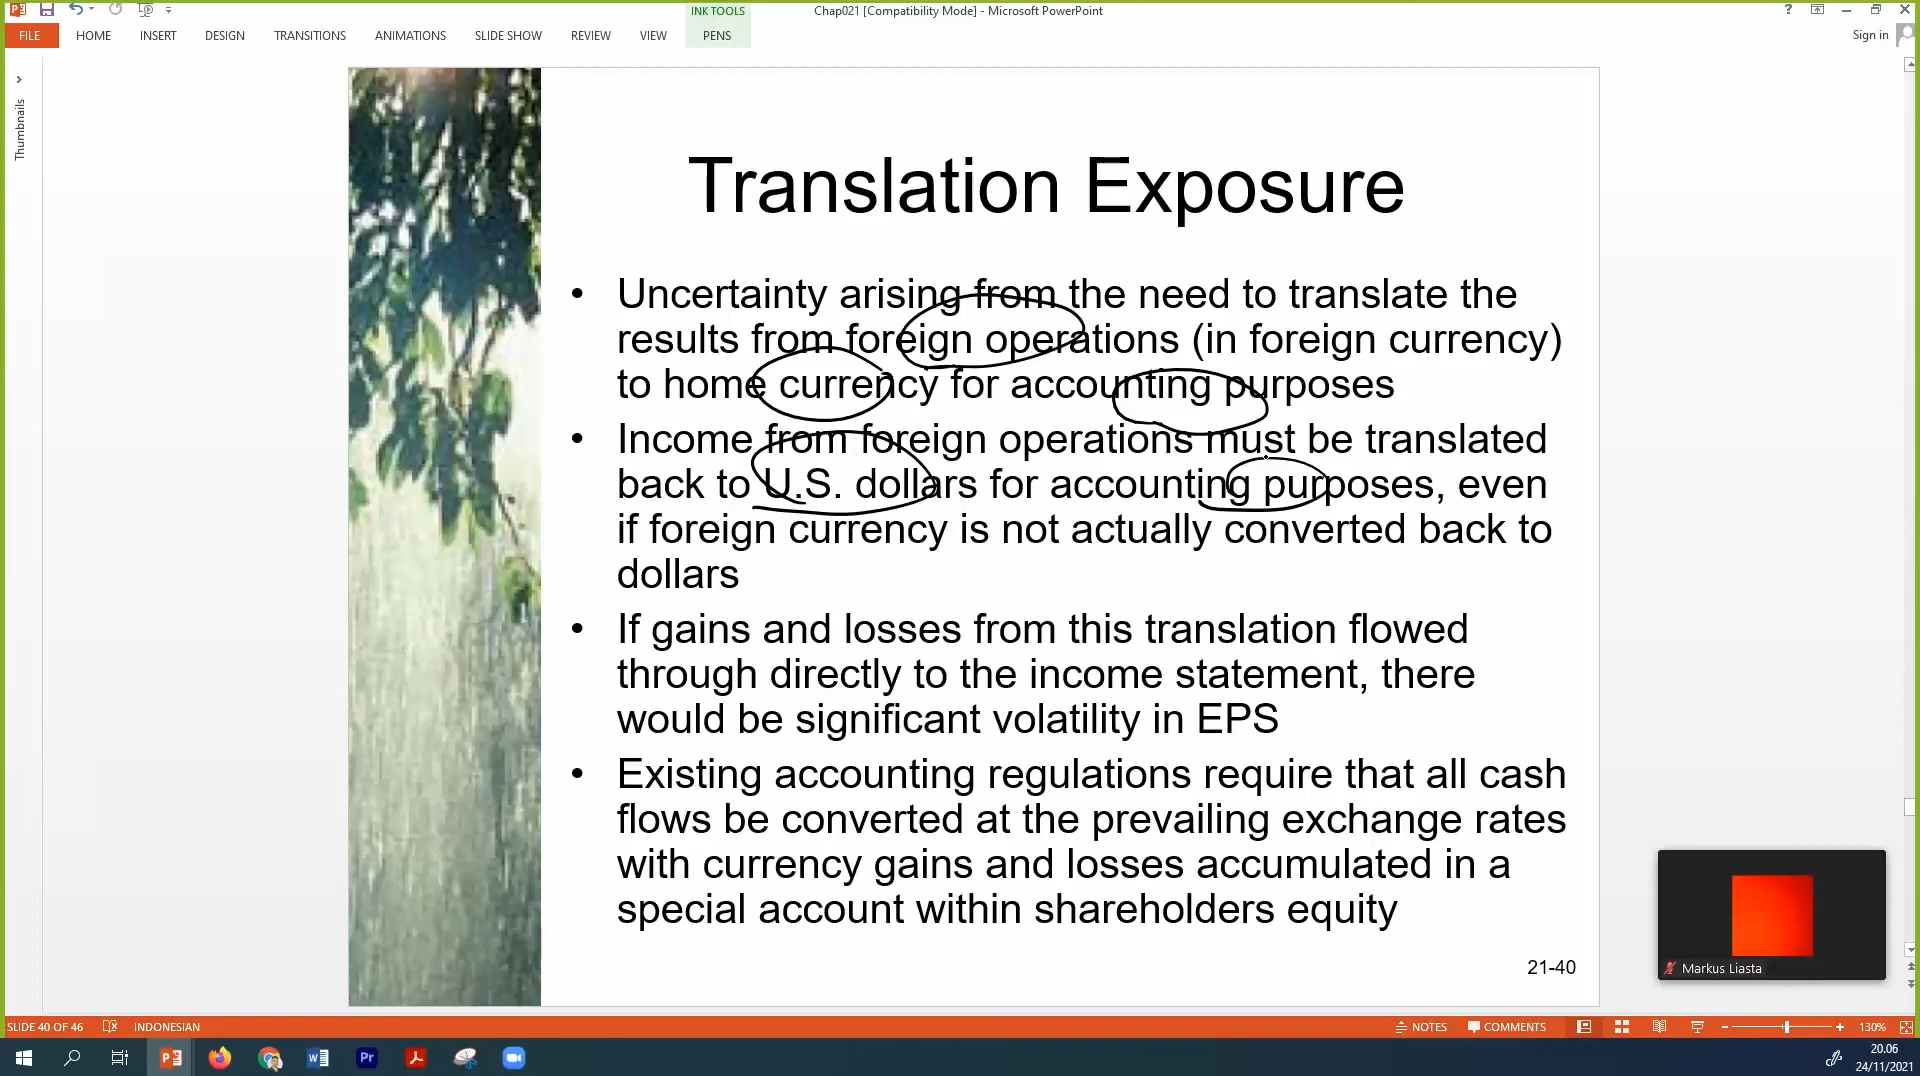 INK TOOLS
Chap021 [Compatibility Mode] - Microsoft PowerPoint
FILE HOME INSERT DESIGN TRANSITIONS ANIMATIONS SLIDE SHOW REVIEW VIEW PENS
Sign in
Thumbnails
Translation Exposure
• Uncertainty arising from the need to translate the
results from foreign operations (in foreign currency)
to home currency for accounting purposes
• Income from foreign operations must be translated
back to U.S. dollars for accounting purposes, even
if foreign currency is not actually converted back to
dollars
• If gains and losses from this translation flowed
through directly to the income statement, there
would be significant volatility in EPS
• Existing accounting regulations require that all cash
flows be converted at the prevailing exchange rates
with currency gains and losses accumulated in a
special account within shareholders equity
21-40
Markus Liasta
SLIDE 40 OF 46 INDONESIAN NOTES COMMENTS 130%
20.06
24/11/2021